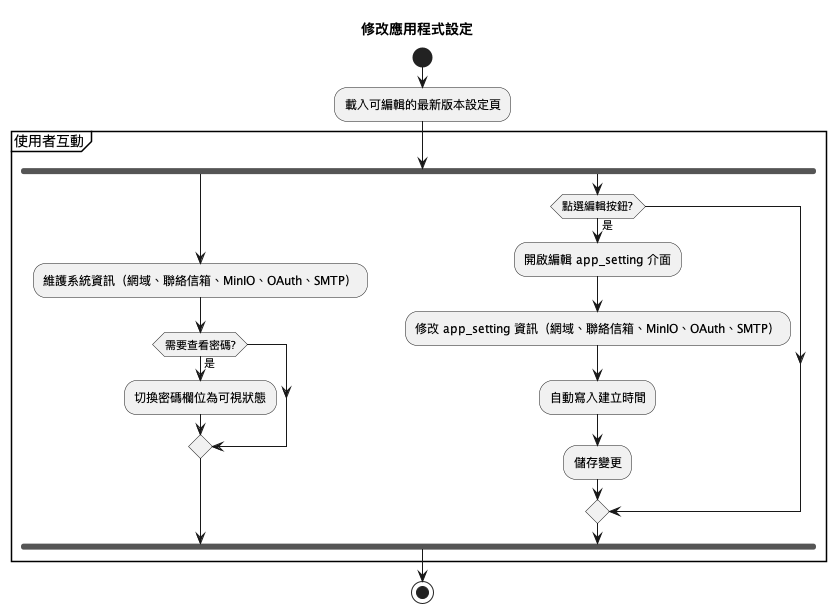 修改應用程式設定
載入可編輯的最新版本設定頁
使用者互動
維護系統資訊（網域、聯絡信箱、MinIO、OAuth、SMTP）
需要查看密碼?
是
切換密碼欄位為可視狀態
點選編輯按鈕?
是
開啟編輯 app_setting 介面
修改 app_setting 資訊（網域、聯絡信箱、MinIO、OAuth、SMTP）
自動寫入建立時間
儲存變更